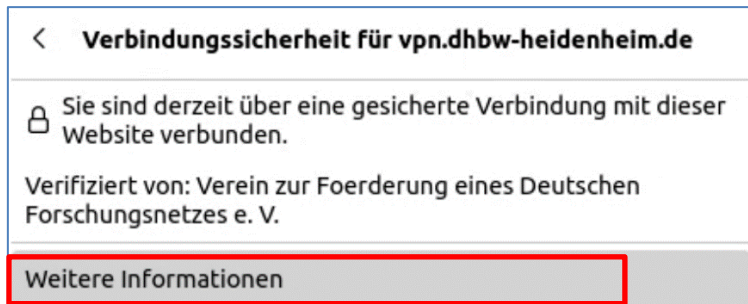 Verbindungssicherheit für vpn.dhbw-heidenheim.de
Sie sind derzeit über eine gesicherte Verbindung mit dieser
Website verbunden.
Verifiziert von: Verein zur Foerderung eines Deutschen
Forschungsnetzes e. V.
Weitere Informationen